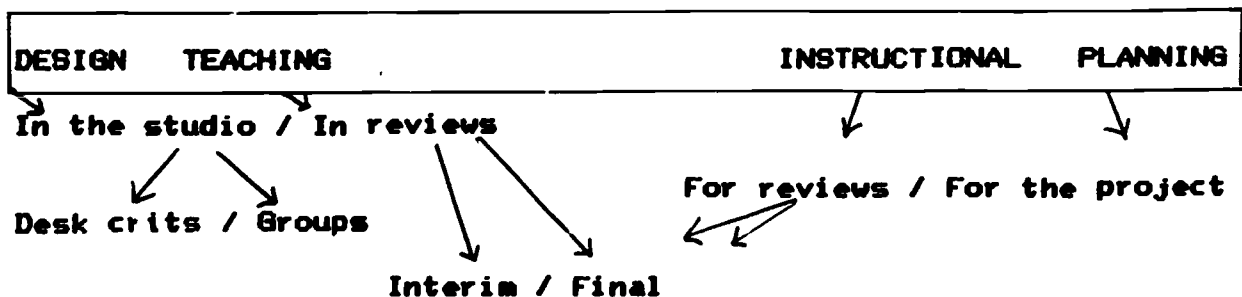 DESIGN TEACHING INSTRUCTIONAL PLANNING
In the studio / In reviews
For reviews / For the project
Desk crits / Groups
Interim / Final